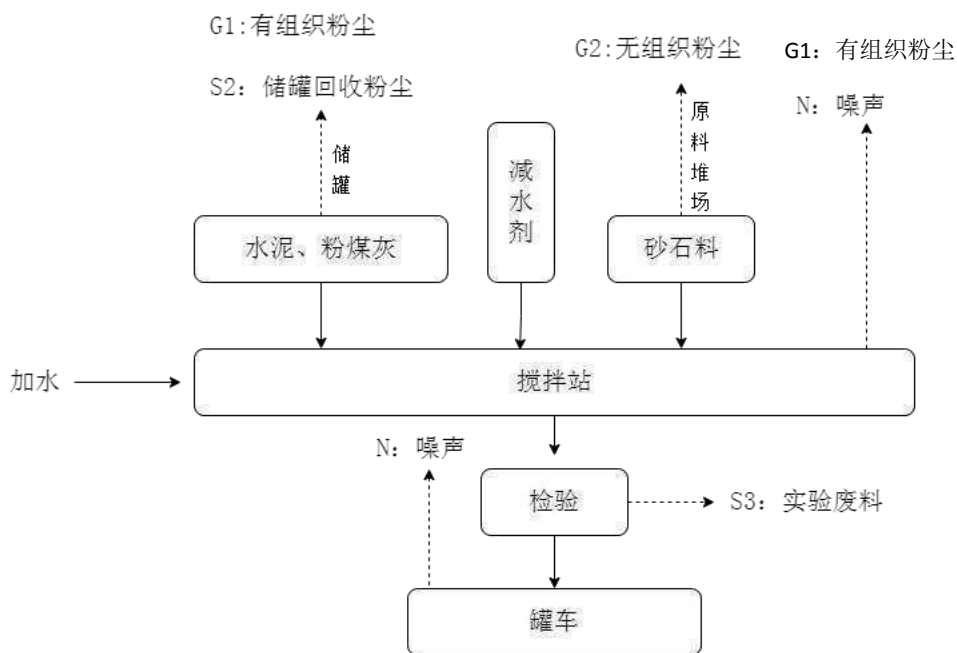 G1:有组织粉尘
S2：储罐回收粉尘
G2:无组织粉尘
G1：有组织粉尘
N：噪声
储罐
减水剂
原料堆场
水泥、粉煤灰
砂石料
加水
搅拌站
N：噪声
检验
S3：实验废料
罐车